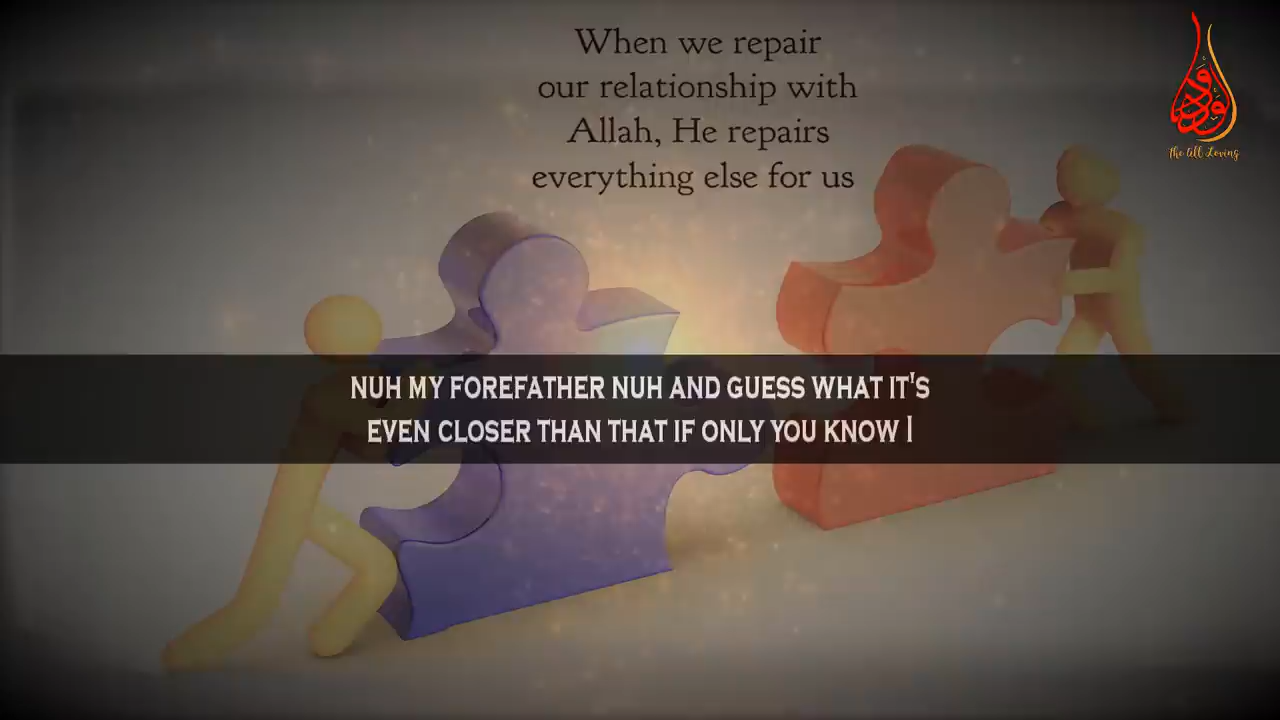 When we repair
our relationship with
Allah, He repairs
everything else for us
الودود
The All Loving
NUH MY FOREFATHER NUH AND GUESS WHAT IT'S
EVEN CLOSER THAN THAT IF ONLY YOU KNOW I